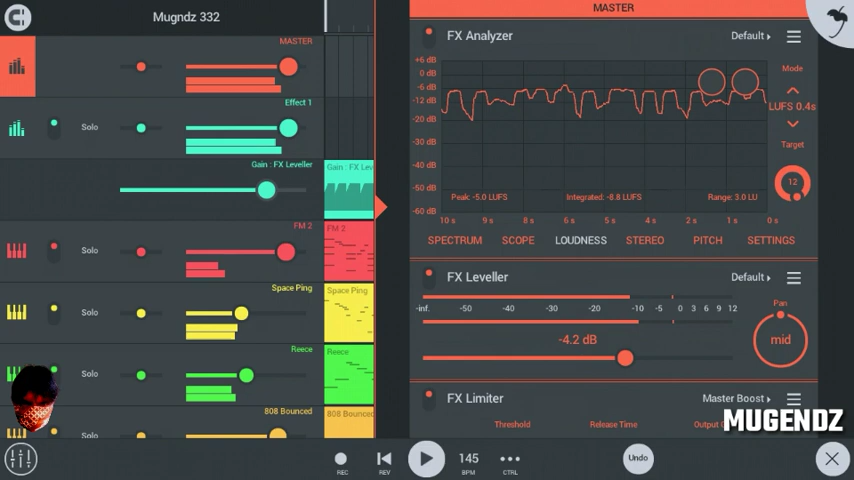 Mugndz 332
MASTER
MASTER
FX Analyzer
Default
Effect 1
Solo
Gain : FX Leveller
Gain : FX Lev
FM 2
Solo
FM 2
Space Ping
Solo
Space Ping
Reece
Solo
Reece
808 Bounced
Solo
808 Bounced
+6 dB
0 dB
-6 dB
-12 dB
-20 dB
-30 dB
-40 dB
-50 dB
-60 dB
Mode
LUFS 0.4s
Target
12
Peak: -5.0 LUFS
Integrated: -8.8 LUFS
Range: 3.0 LU
10 s 9 s 8 s 7 s 6 s 5 s 4 s 2 s 1 s 0 s
SPECTRUM SCOPE LOUDNESS STEREO PITCH SETTINGS
FX Leveller
Default
-inf. -50 -40 -30 -20 -10 -6 -3 0 3 6 9 12
-4.2 dB
Pan
mid
FX Limiter
Master Boost
Threshold
Release Time
MUGENDZ
REC
REV
145
BPM
CTRL
Undo